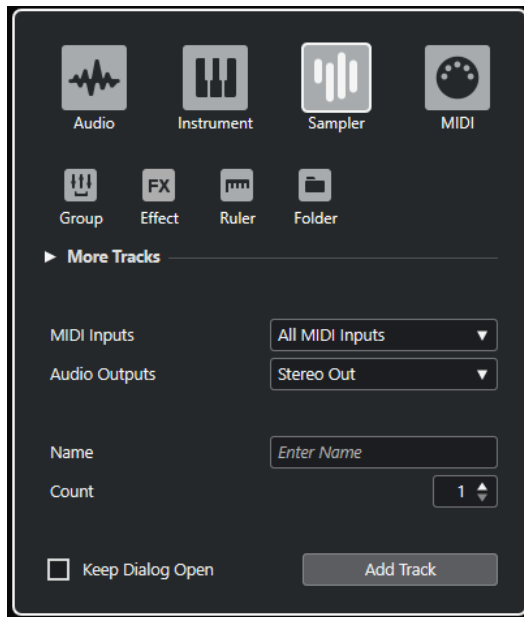 Audio Instrument Sampler MIDI
FX
Group Effect Ruler Folder
More Tracks
MIDI Inputs All MIDI Inputs
Audio Outputs Stereo Out
Name Enter Name
Count 1
Keep Dialog Open Add Track